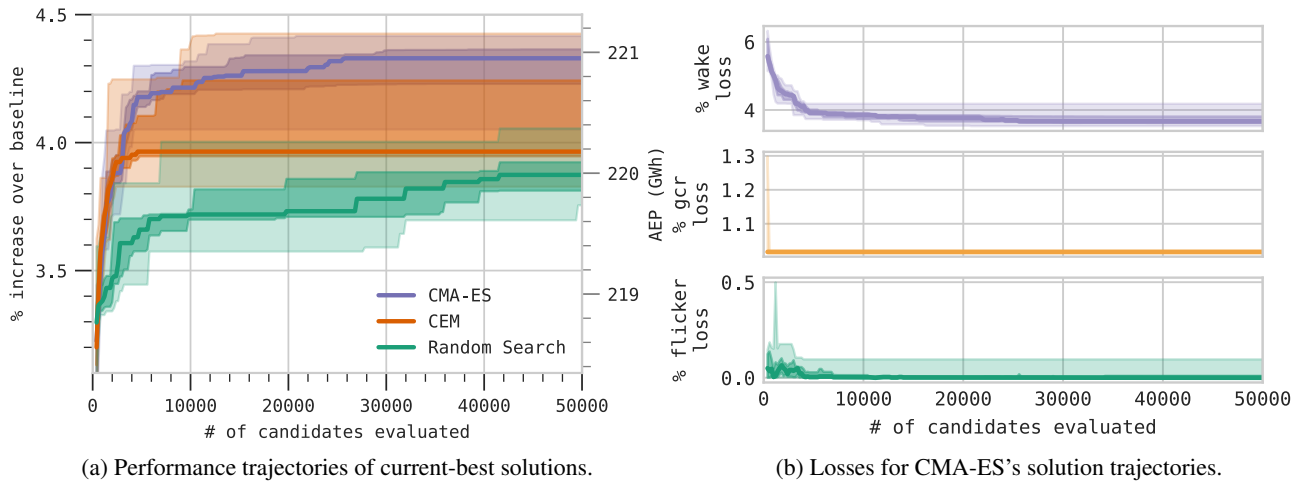 4.5
4.0
3.5
% increase over baseline
221
220
219
AEP (GWh)
CMA-ES
CEM
Random Search
0 10000 20000 30000 40000 50000
# of candidates evaluated
(a) Performance trajectories of current-best solutions.
6
4
% wake
loss
1.3
1.2
1.1
% gcr
loss
0.5
0.0
% flicker
loss
0 10000 20000 30000 40000 50000
# of candidates evaluated
(b) Losses for CMA-ES's solution trajectories.